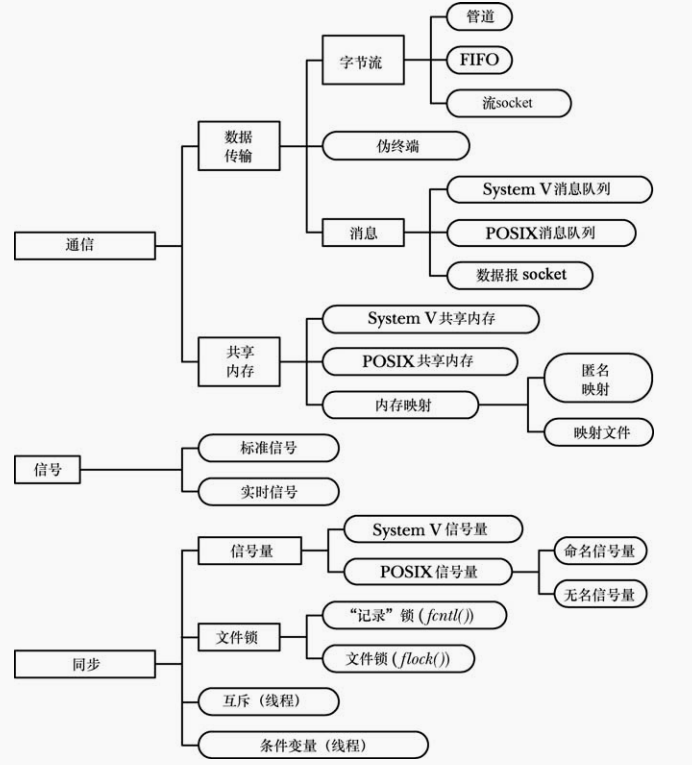 管道
字节流
FIFO
流socket
数据
传输
伪终端
System V消息队列
消息
POSIX消息队列
通信
数据报 socket
System V共享内存
共享
内存
POSIX共享内存
匿名
映射
内存映射
映射文件
标准信号
信号
实时信号
System V信号量
信号量
命名信号量
POSIX信号量
无名信号量
“记录”锁 (fcntl())
文件锁
文件锁 (flock())
同步
互斥（线程）
条件变量（线程）